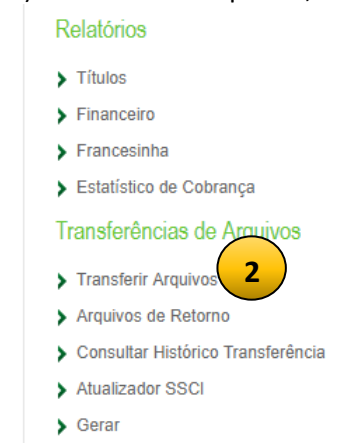 Relatórios
Títulos
Financeiro
Francesinha
Estatístico de Cobrança
Transferências de Arquivos
Transferir Arquivos
2
Arquivos de Retorno
Consultar Histórico Transferência
Atualizador SSCI
Gerar